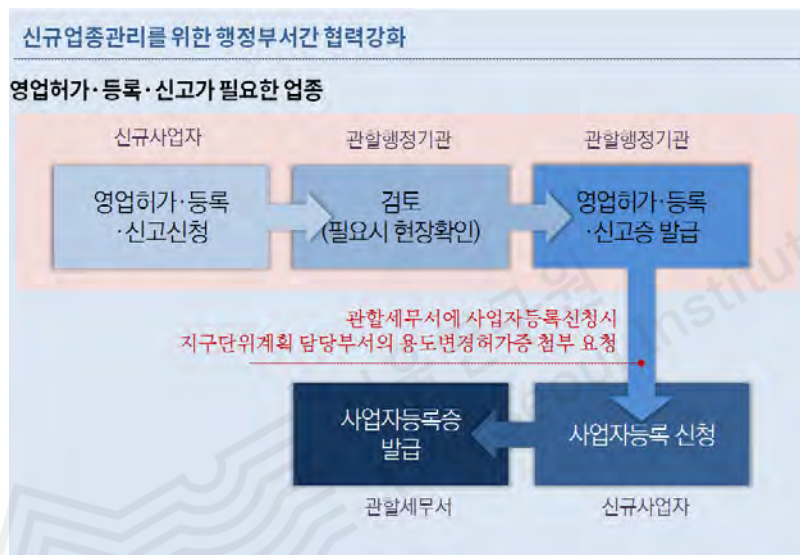 신규업종관리를 위한 행정부서간 협력강화
영업허가·등록·신고가 필요한 업종
신규사업자
관할행정기관
관할행정기관
영업허가·등록
·신고신청
검토
(필요시 현장확인)
영업허가·등록
·신고증 발급
관할세무서에 사업자등록신청시
지구단위계획 담당부서의 용도변경허가증 첨부 요청
사업자등록증
발급
사업자등록 신청
관할세무서
신규사업자